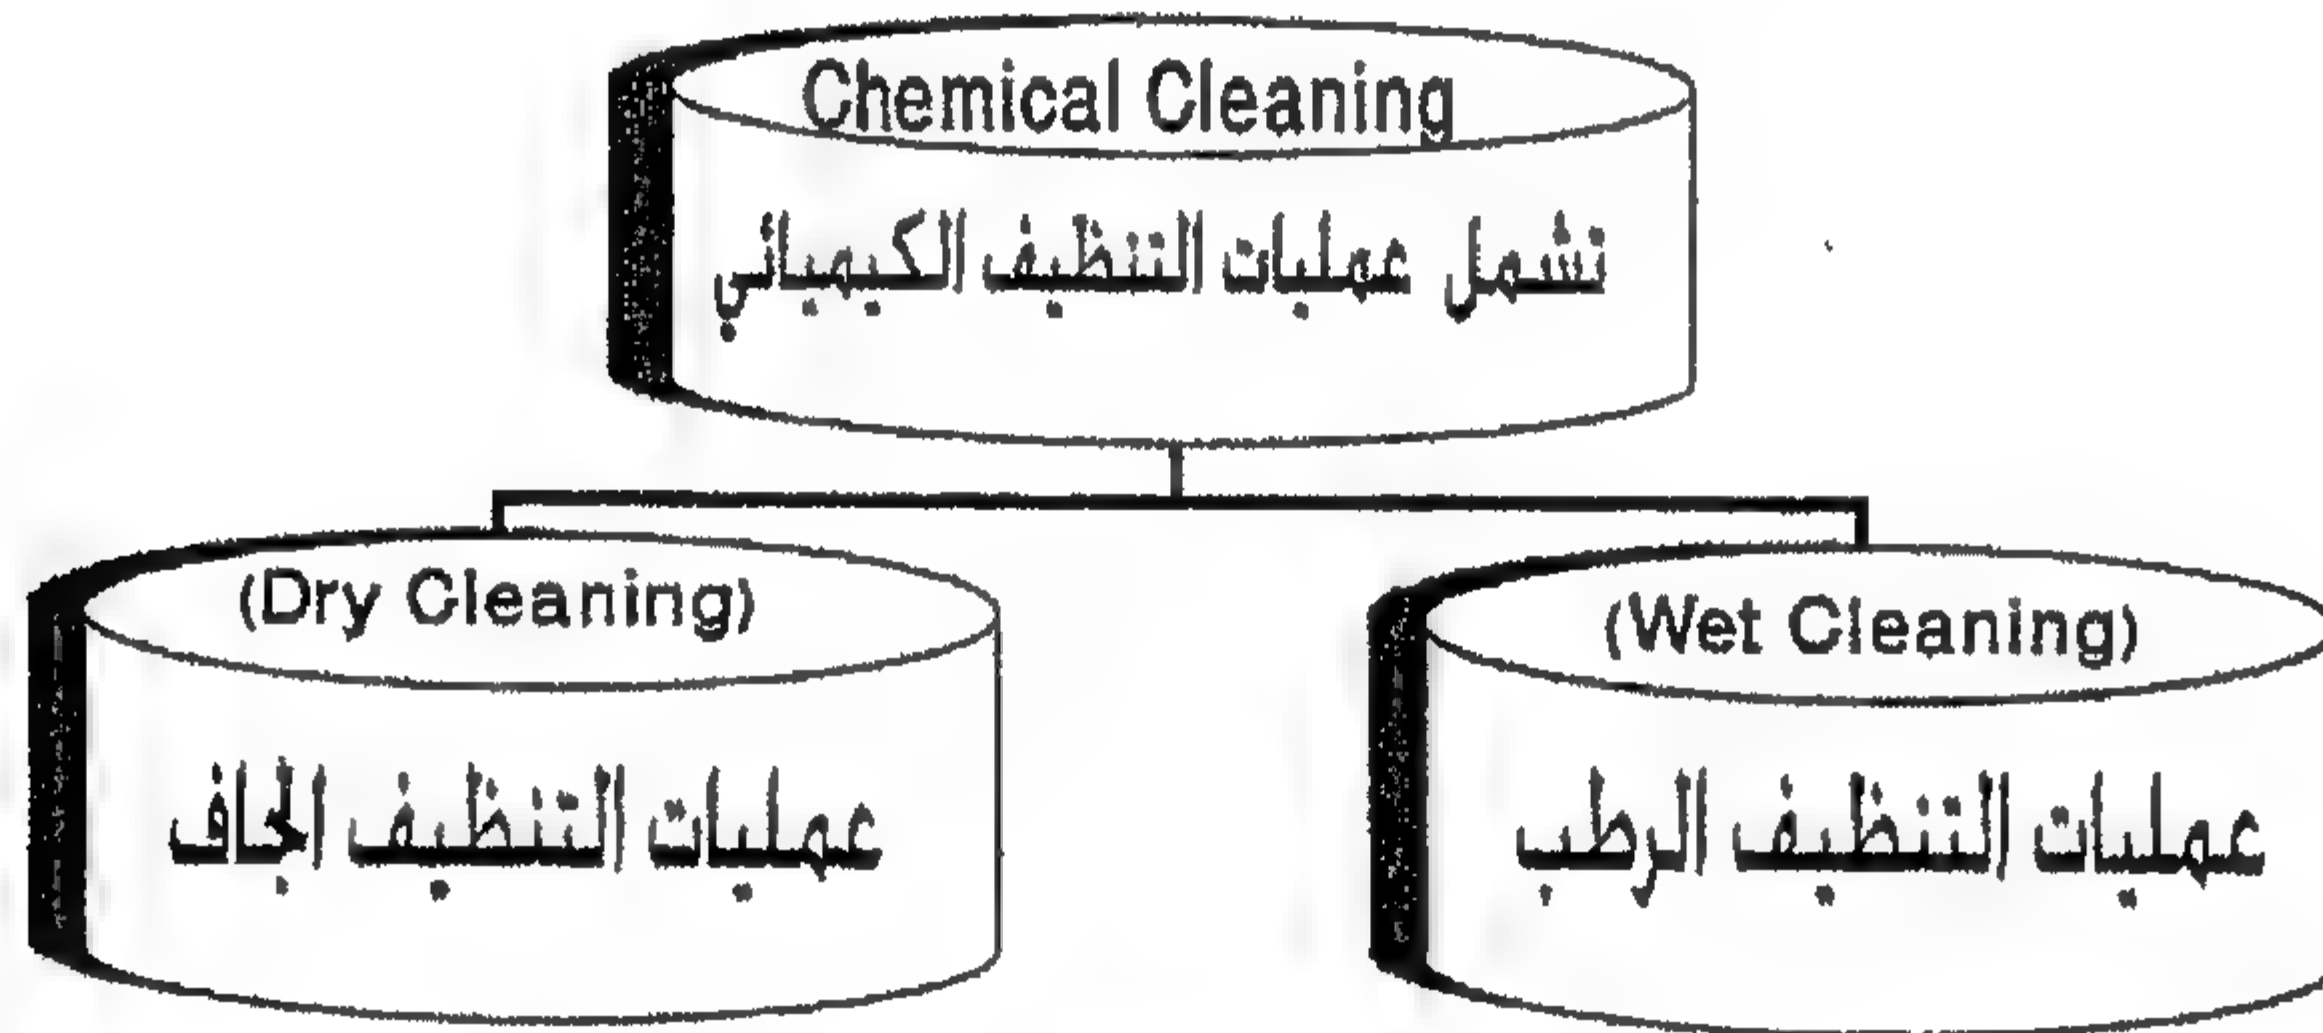 Chemical Cleaning
تشمل عمليات التنظيف الكيميائي
(Dry Cleaning)
عمليات التنظيف الجاف
(Wet Cleaning)
عمليات التنظيف الرطب